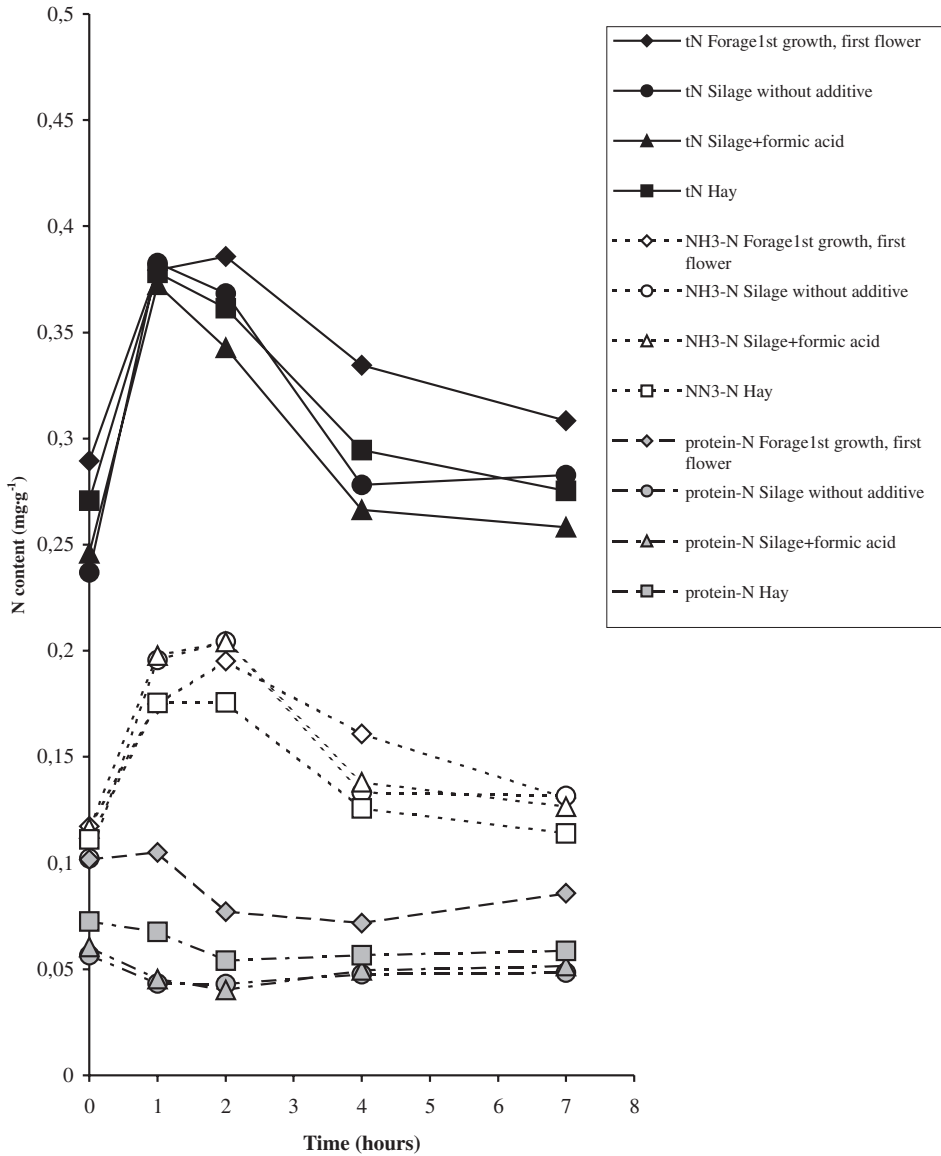 0,5
0,45
0,4
0,35
0,3
0,25
0,2
0,15
0,1
0,05
0
N content (mg·g-1)
0 1 2 3 4 5 6 7 8
Time (hours)
tN Forage1st growth, first flower
tN Silage without additive
tN Silage+formic acid
tN Hay
NH3-N Forage1st growth, first
flower
NH3-N Silage without additive
NH3-N Silage+formic acid
NN3-N Hay
protein-N Forage1st growth, first
flower
protein-N Silage without additive
protein-N Silage+formic acid
protein-N Hay